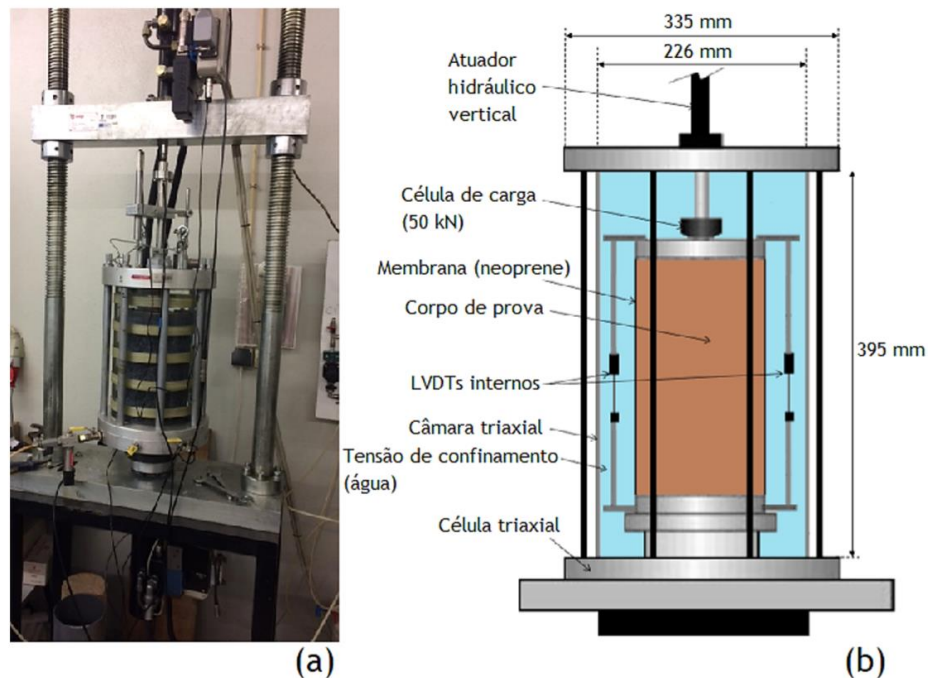 335 mm
226 mm
Atuador
hidráulico
vertical
Célula de carga
(50 kN)
Membrana (neoprene)
Corpo de prova
395 mm
LVDTs internos
Câmara triaxial
Tensão de confinamento
(água)
Célula triaxial
(a)
(b)